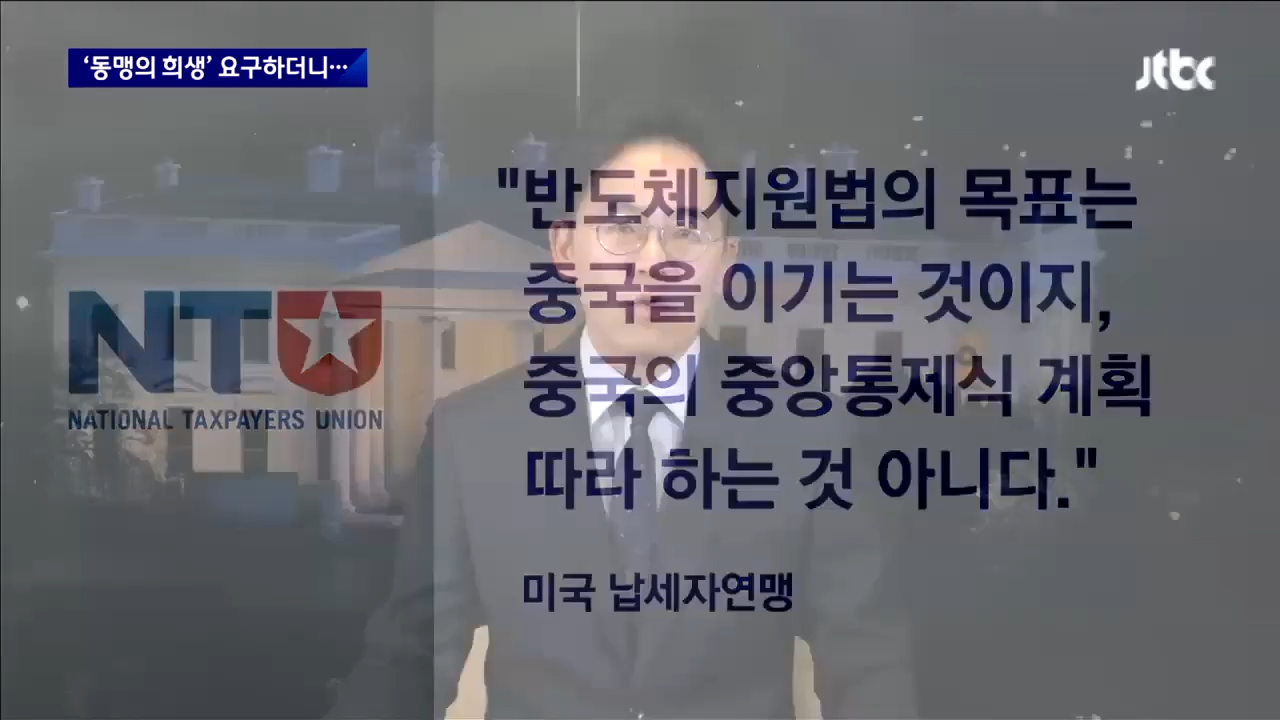 ‘동맹의 희생’ 요구하더니…
jtbc
"반도체지원법의 목표는
중국을 이기는 것이지,
중국의 중앙통제식 계획
따라 하는 것 아니다."
NTU
NATIONAL TAXPAYERS UNION
미국 납세자연맹